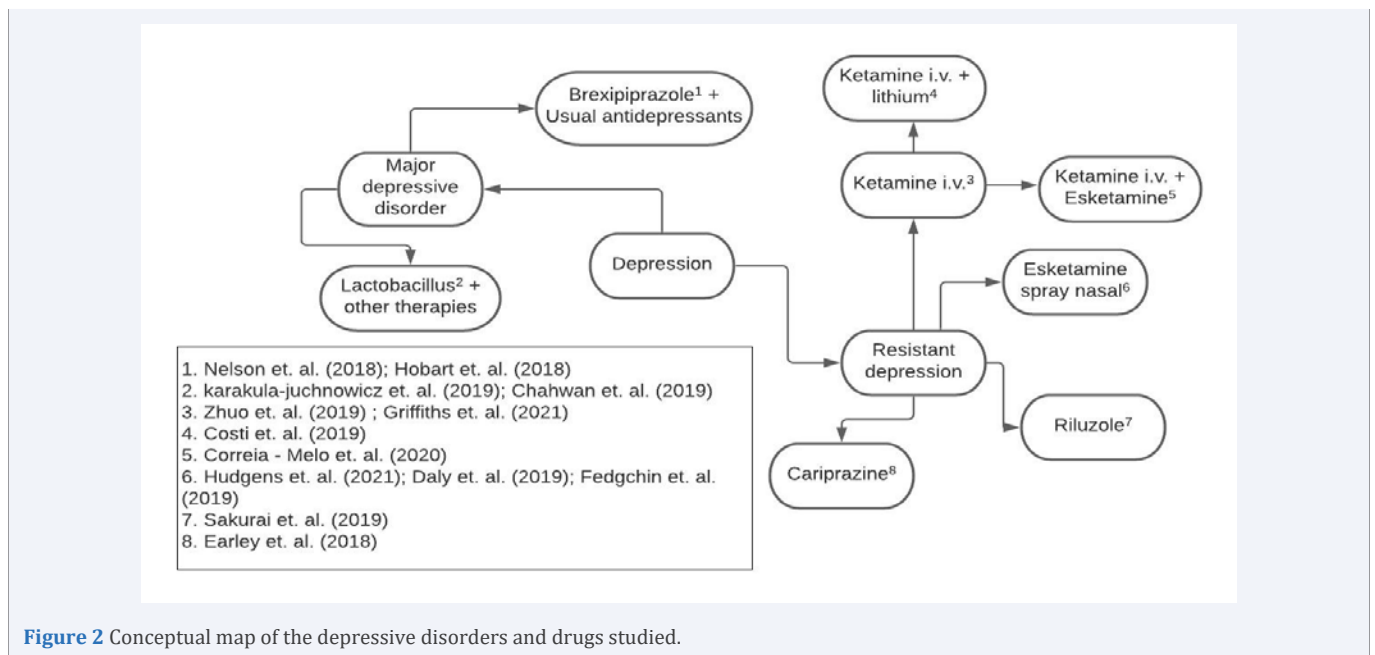 Brexipiprazole¹ +
Usual antidepressants
Major
depressive
disorder
Lactobacillus² +
other therapies
Depression
Ketamine i.v. +
lithium⁴
Ketamine i.v.³
Ketamine i.v. +
Esketamine⁵
Esketamine
spray nasal⁶
Resistant
depression
Riluzole⁷
Cariprazine⁸
1. Nelson et. al. (2018); Hobart et. al. (2018)
2. karakula-juchnowicz et. al. (2019); Chahwan et. al. (2019)
3. Zhuo et. al. (2019) ; Griffiths et. al. (2021)
4. Costi et. al. (2019)
5. Correia - Melo et. al. (2020)
6. Hudgens et. al. (2021); Daly et. al. (2019); Fedgchin et. al.
(2019)
7. Sakurai et. al. (2019)
8. Earley et. al. (2018)
Figure 2 Conceptual map of the depressive disorders and drugs studied.